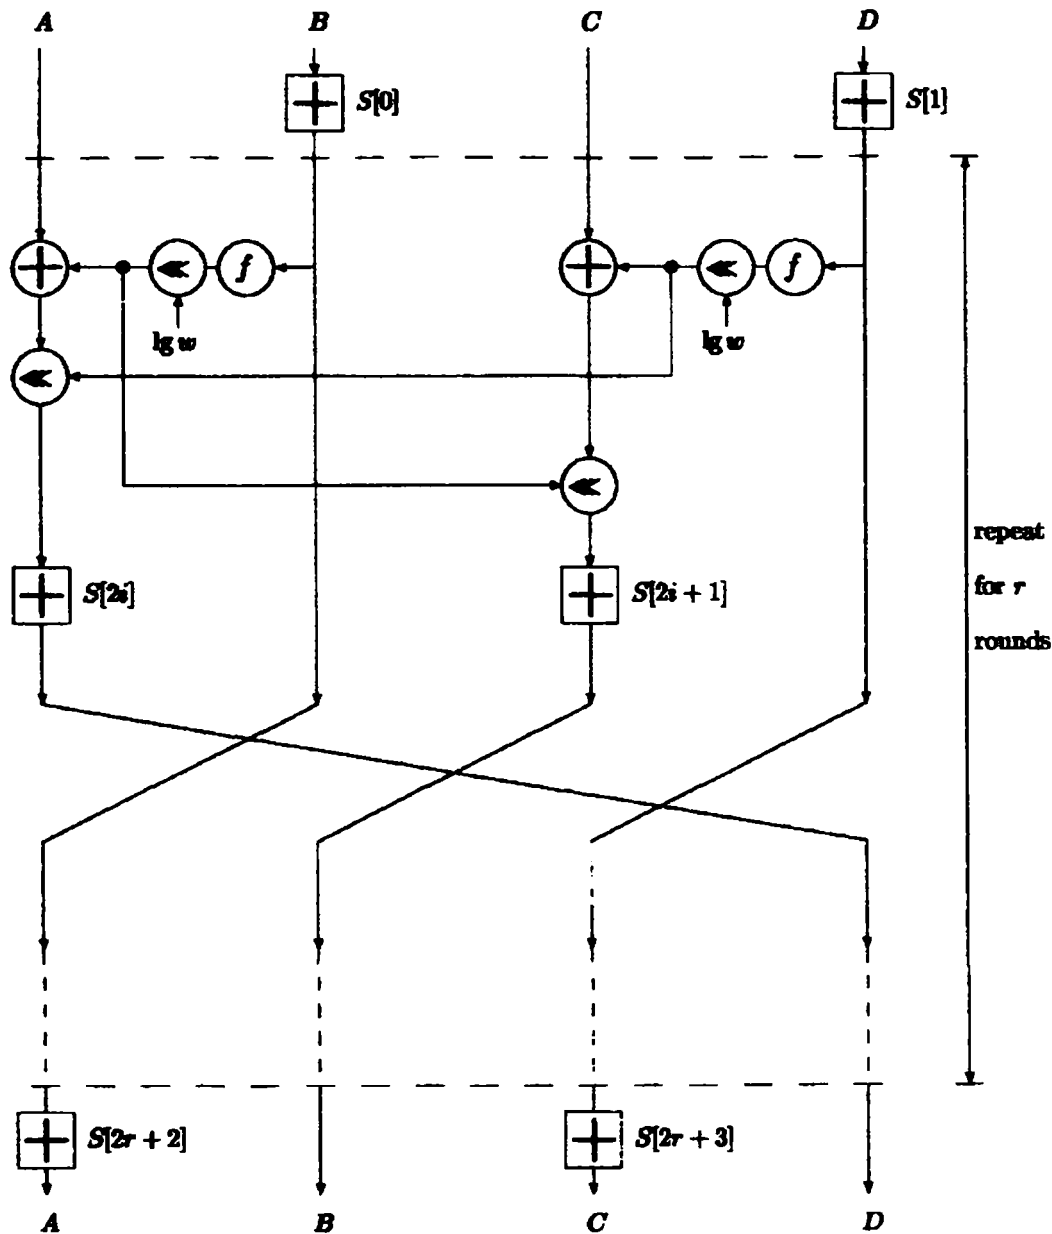 A B C D
S[0] S[1]
f f
lg w lg w
repeat
S[2i] S[2i + 1]
for r
rounds
S[2r + 2] S[2r + 3]
A B C D